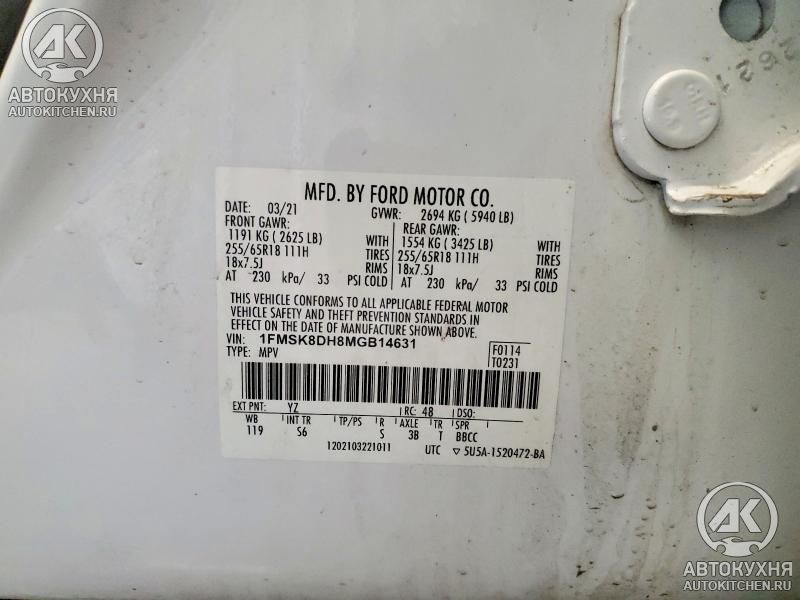 AK
АВТОКУХНЯ
AUTOKITCHEN.RU
MFD. BY FORD MOTOR CO.
DATE: 03/21 GVWR: 2694 KG ( 5940 LB)
FRONT GAWR: REAR GAWR:
1191 KG ( 2625 LB) WITH 1554 KG ( 3425 LB) WITH
255/65R18 111H TIRES 255/65R18 111H TIRES
18x7.5J RIMS 18x7.5J RIMS
AT 230 kPa/ 33 PSI COLD AT 230 kPa/ 33 PSI COLD
THIS VEHICLE CONFORMS TO ALL APPLICABLE FEDERAL MOTOR
VEHICLE SAFETY AND THEFT PREVENTION STANDARDS IN
EFFECT ON THE DATE OF MANUFACTURE SHOWN ABOVE.
VIN: 1FMSK8DH8MGB14631 F0114
TYPE: MPV T0231
EXT PNT: YZ RC: 48 DSO:
WB INT TR TP/PS R AXLE TR SPR
119 S6 S 3B T BBCC
1202103221011 UTC ▽ 5U5A-1520472-BA
AK
АВТОКУХНЯ
AUTOKITCHEN.RU